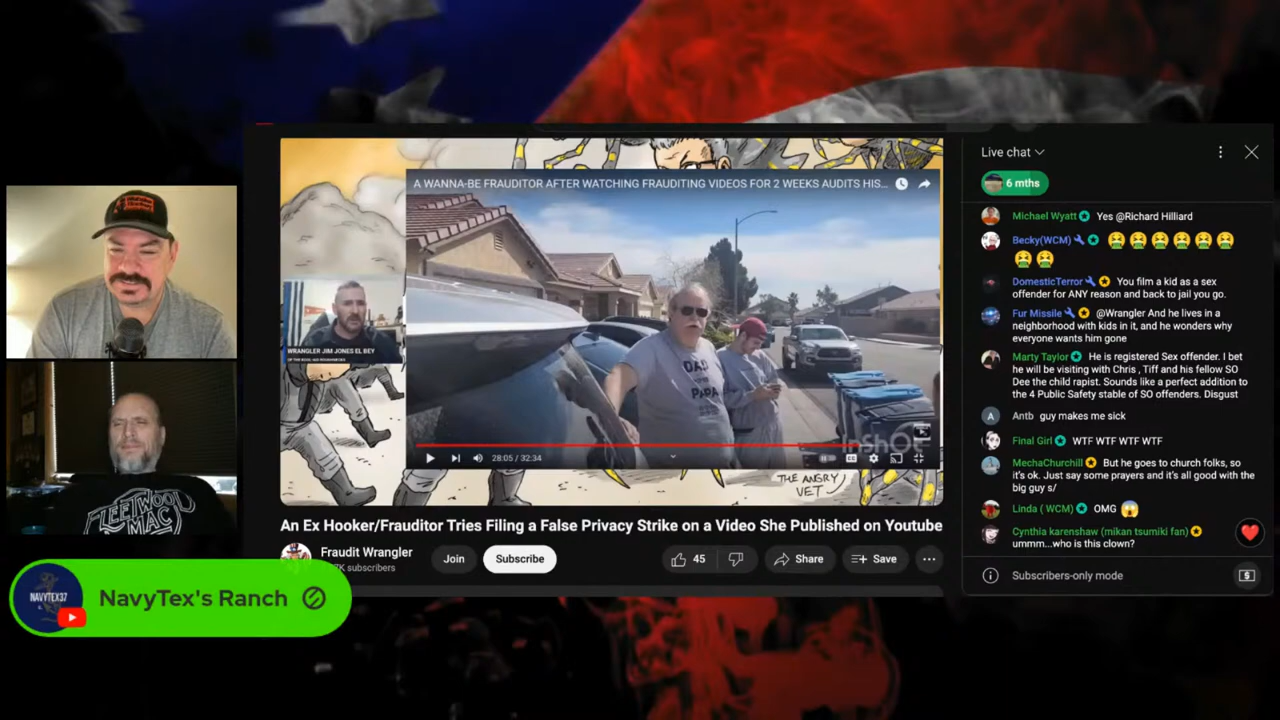 A WANNA-BE FRAUDITOR AFTER WATCHING FRAUDITING VIDEOS FOR 2 WEEKS AUDITS HIS...
WRANGLER JIM JONES EL BEY
DAD
PAPA
28:05 / 32:34
InShOt
THE ANGRY
VET
An Ex Hooker/Frauditor Tries Filing a False Privacy Strike on a Video She Published on Youtube
Fraudit Wrangler
7K subscribers
Join
Subscribe
45
Share
Save
FLEETWOOD
MAC
NAVYTEX37
NavyTex's Ranch
Live chat
6 mths
Michael Wyatt Yes @Richard Hilliard
Becky(WCM)
DomesticTerror You film a kid as a sex
offender for ANY reason and back to jail you go.
Fur Missile @Wrangler And he lives in a
neighborhood with kids in it, and he wonders why
everyone wants him gone
Marty Taylor He is registered Sex offender. I bet
he will be visiting with Chris , Tiff and his fellow SO
Dee the child rapist. Sounds like a perfect addition to
the 4 Public Safety stable of SO offenders. Disgust
A
Antb guy makes me sick
Final Girl WTF WTF WTF WTF
MechaChurchill But he goes to church folks, so
it's ok. Just say some prayers and it's all good with the
big guy s/
Linda ( WCM) OMG
Cynthia karenshaw (mikan tsumiki fan)
ummm...who is this clown?
Subscribers-only mode